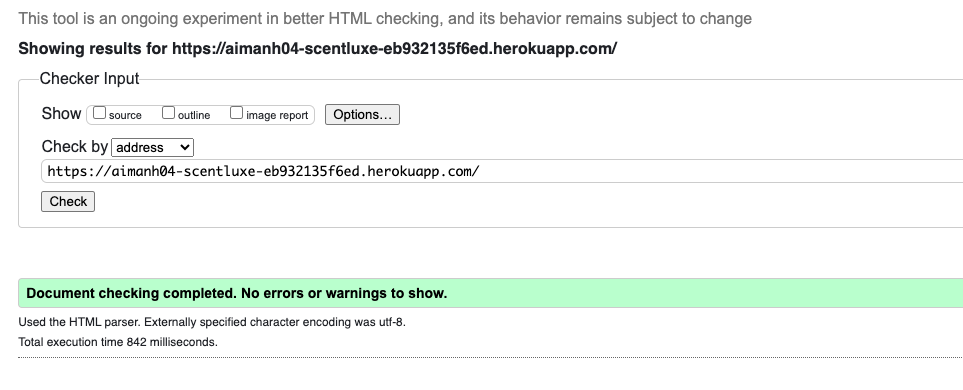 This tool is an ongoing experiment in better HTML checking, and its behavior remains subject to change
Showing results for https://aimanh04-scentluxe-eb932135f6ed.herokuapp.com/
Checker Input
Show source outline image report Options...
Check by address
https://aimanh04-scentluxe-eb932135f6ed.herokuapp.com/
Check
Document checking completed. No errors or warnings to show.
Used the HTML parser. Externally specified character encoding was utf-8.
Total execution time 842 milliseconds.